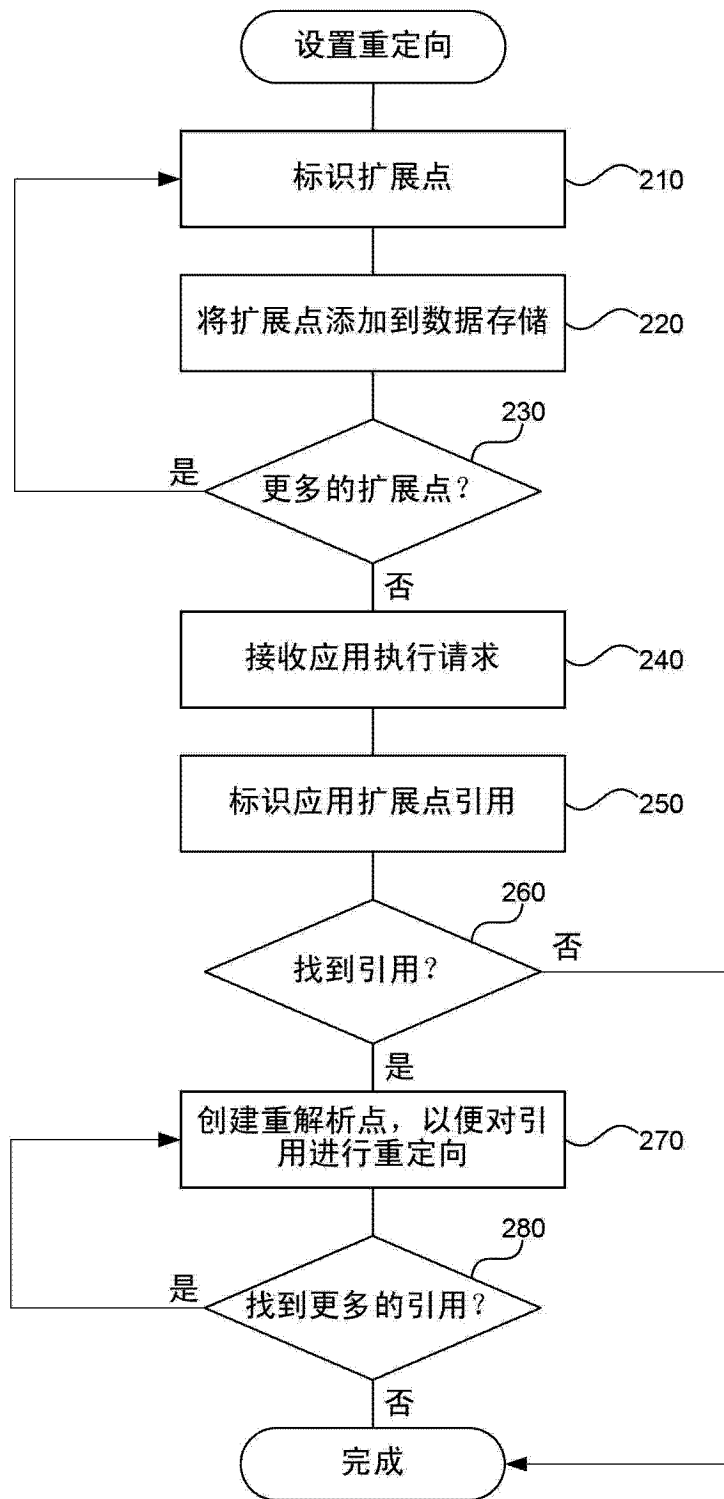 设置重定向
标识扩展点
210
将扩展点添加到数据存储
220
230
是
更多的扩展点？
否
接收应用执行请求
240
标识应用扩展点引用
250
260
找到引用？
否
是
创建重解析点，以便对引
用进行重定向
270
280
是
找到更多的引用？
否
完成